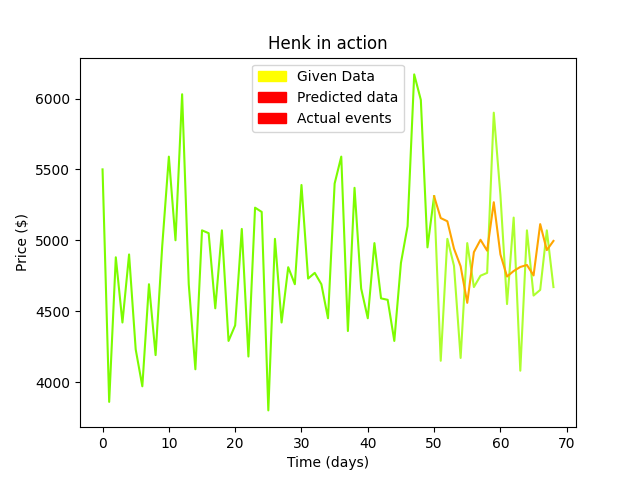 Henk in action
Given Data
Predicted data
Actual events
6000
5500
5000
4500
4000
Price ($)
0 10 20 30 40 50 60 70
Time (days)